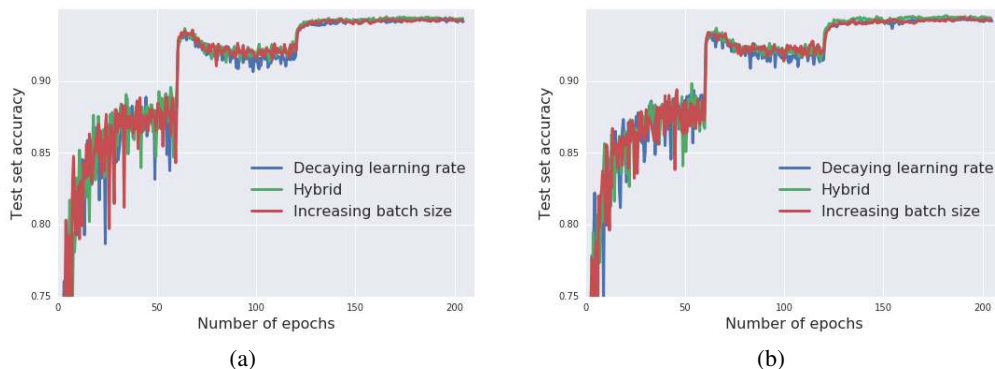 0.90
0.85
0.80
0.75
Test set accuracy
Decaying learning rate
Hybrid
Increasing batch size
0 50 100 150 200
Number of epochs
(a)
0.90
0.85
0.80
0.75
Test set accuracy
Decaying learning rate
Hybrid
Increasing batch size
0 50 100 150 200
Number of epochs
(b)